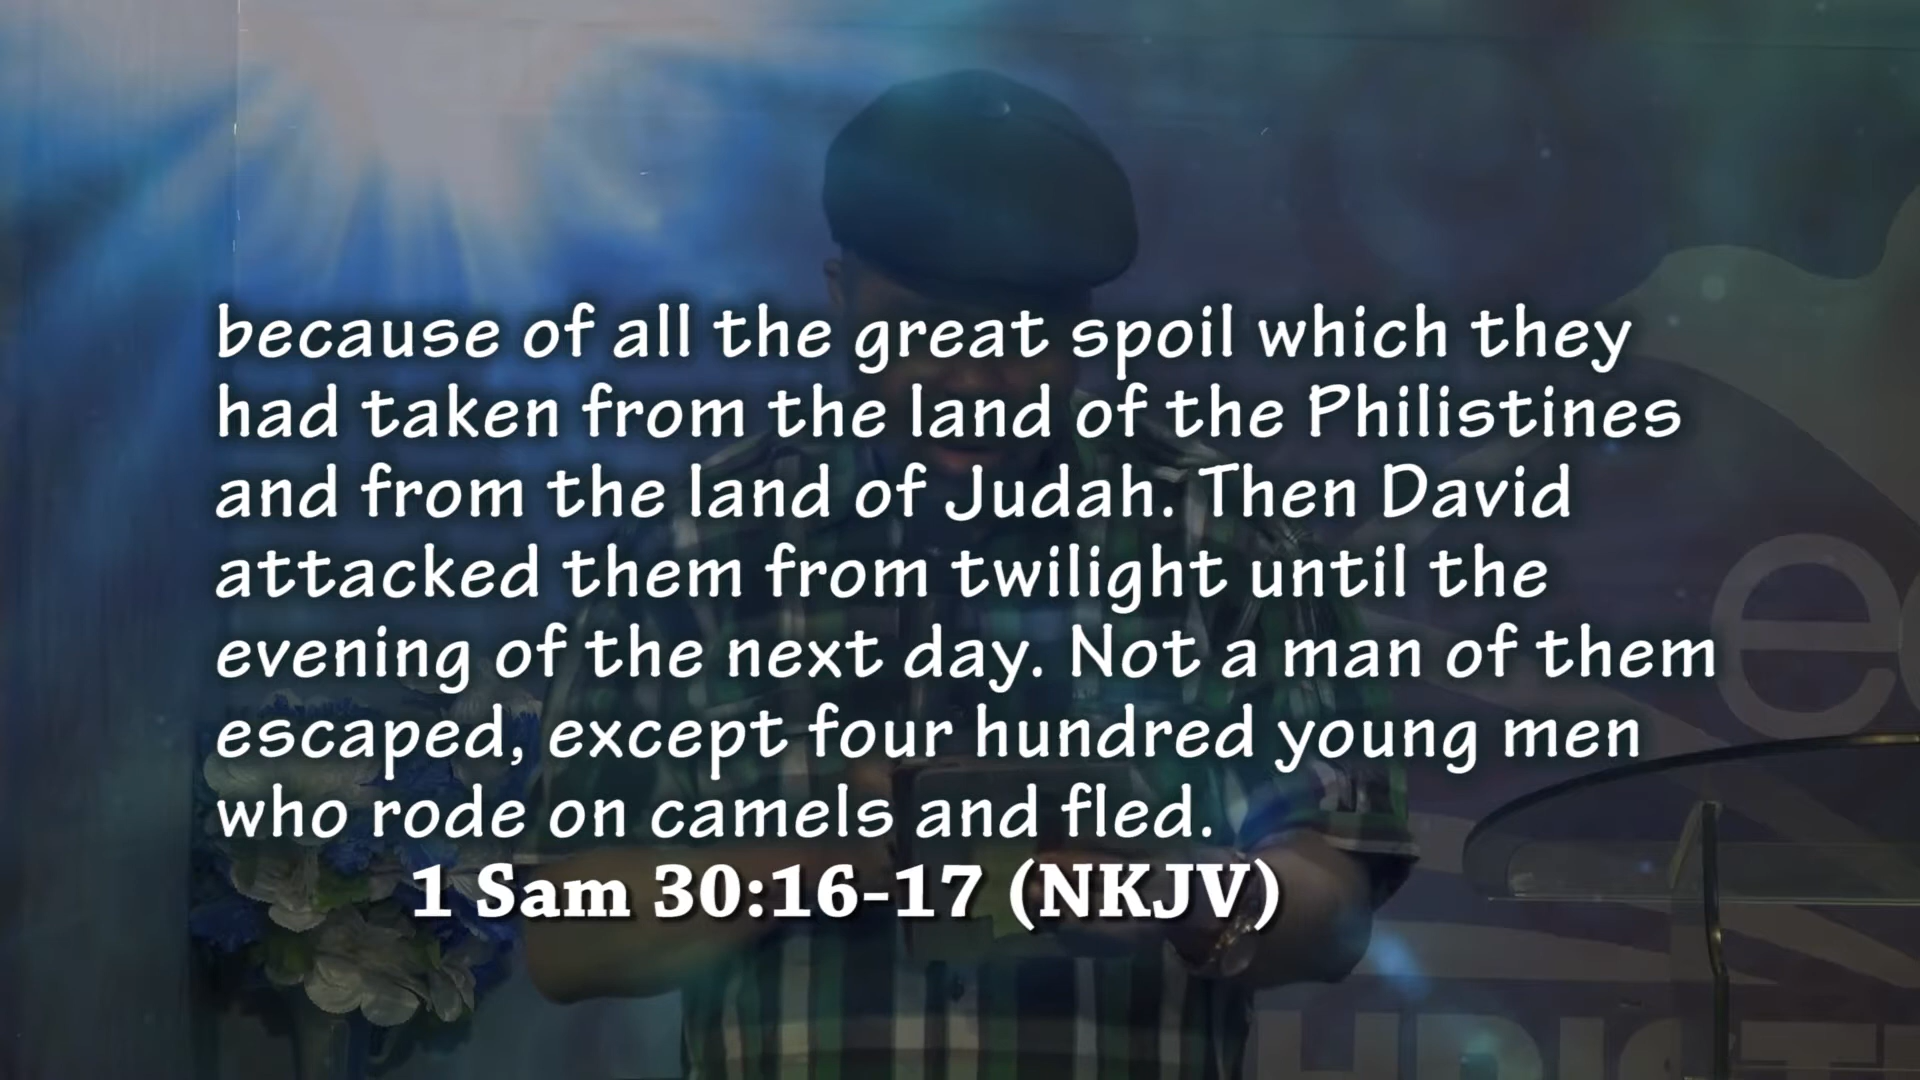 because of all the great spoil which they
had taken from the land of the Philistines
and from the land of Judah. Then David
attacked them from twilight until the
evening of the next day. Not a man of them
escaped, except four hundred young men
who rode on camels and fled.
1 Sam 30:16-17 (NKJV)